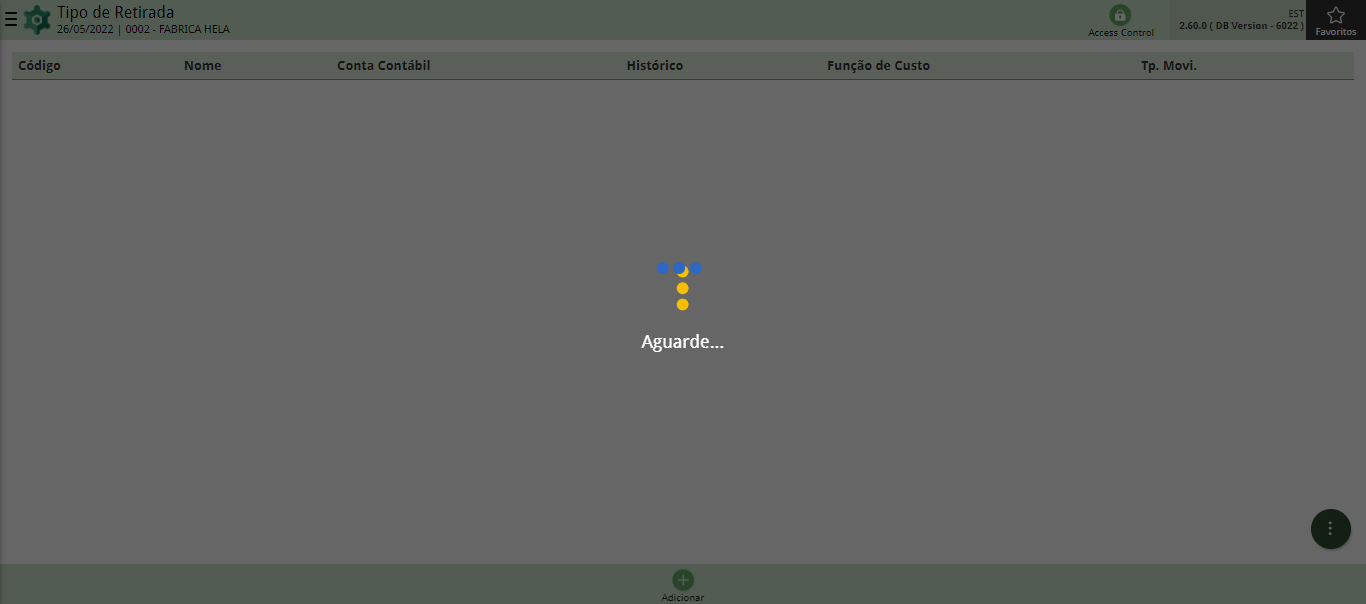 Tipo de Retirada
26/05/2022 | 0002 - FABRICA HELA
Access Control
EST
2.60.0 ( DB Version - 6022 )
Favoritos
Código Nome Conta Contábil Histórico Função de Custo Tp. Movi.
Aguarde...
Adicionar